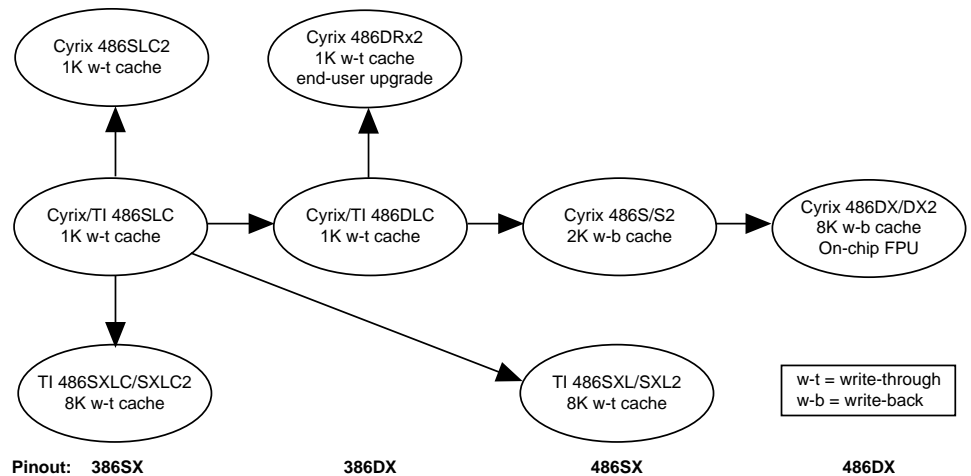 Cyrix 486SLC2
1K w-t cache
Cyrix 486DRx2
1K w-t cache
end-user upgrade
Cyrix/TI 486SLC
1K w-t cache
Cyrix/TI 486DLC
1K w-t cache
Cyrix 486S/S2
2K w-b cache
Cyrix 486DX/DX2
8K w-b cache
On-chip FPU
TI 486SXLC/SXLC2
8K w-t cache
TI 486SXL/SXL2
8K w-t cache
w-t = write-through
w-b = write-back
Pinout: 386SX 386DX 486SX 486DX